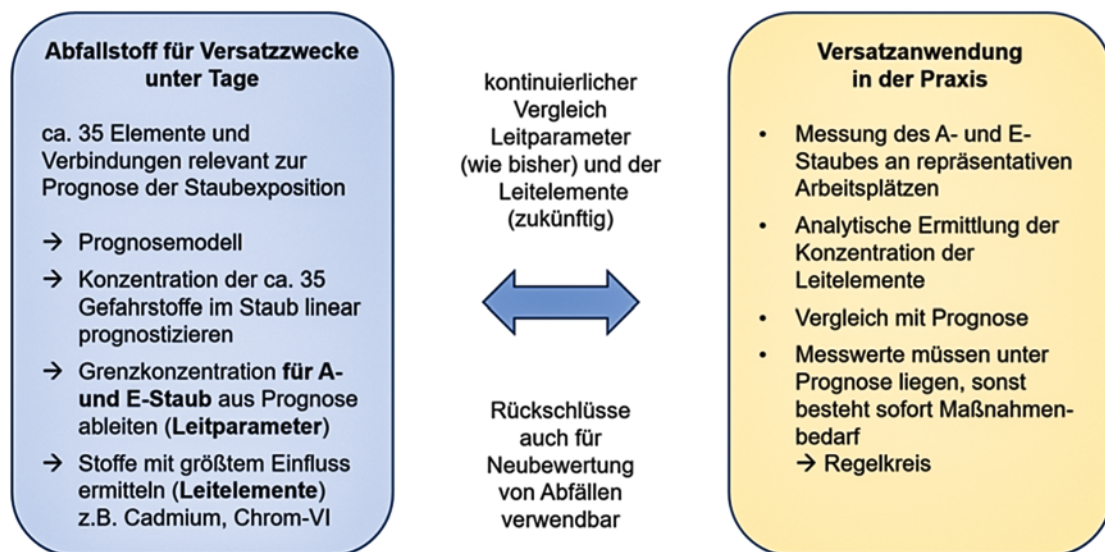 Abfallstoff für Versatzzwecke
unter Tage
ca. 35 Elemente und
Verbindungen relevant zur
Prognose der Staubexposition
→ Prognosemodell
→ Konzentration der ca. 35
Gefahrstoffe im Staub linear
prognostizieren
→ Grenzkonzentration für A-
und E-Staub aus Prognose
ableiten (Leitparameter)
→ Stoffe mit größtem Einfluss
ermitteln (Leitelemente)
z.B. Cadmium, Chrom-VI
kontinuierlicher
Vergleich
Leitparameter
(wie bisher) und der
Leitelemente
(zukünftig)
Rückschlüsse
auch für
Neubewertung
von Abfällen
verwendbar
Versatzanwendung
in der Praxis
• Messung des A- und E-
Staubes an repräsentativen
Arbeitsplätzen
• Analytische Ermittlung der
Konzentration der
Leitelemente
• Vergleich mit Prognose
• Messwerte müssen unter
Prognose liegen, sonst
besteht sofort Maßnahmen-
bedarf
→ Regelkreis